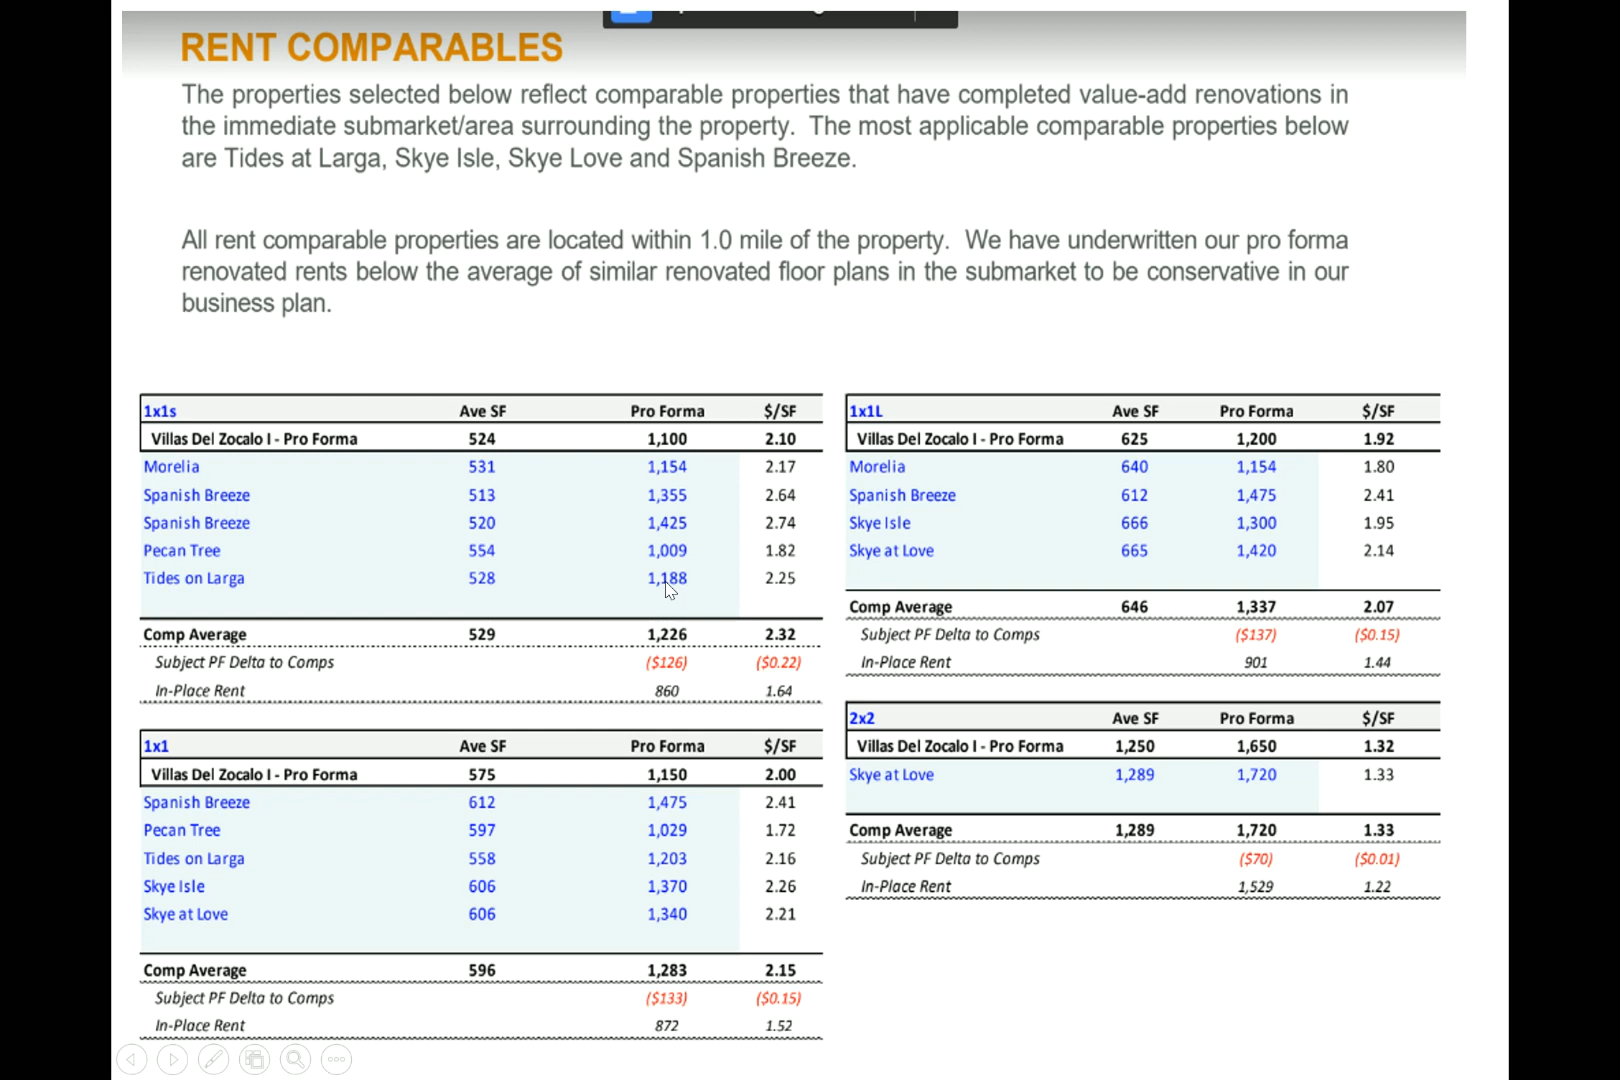 RENT COMPARABLES
The properties selected below reflect comparable properties that have completed value-add renovations in
the immediate submarket/area surrounding the property. The most applicable comparable properties below
are Tides at Larga, Skye Isle, Skye Love and Spanish Breeze.
All rent comparable properties are located within 1.0 mile of the property. We have underwritten our pro forma
renovated rents below the average of similar renovated floor plans in the submarket to be conservative in our
business plan.
1x1s Ave SF Pro Forma $/SF
Villas Del Zocalo I - Pro Forma 524 1,100 2.10
Morelia 531 1,154 2.17
Spanish Breeze 513 1,355 2.64
Spanish Breeze 520 1,425 2.74
Pecan Tree 554 1,009 1.82
Tides on Larga 528 1,188 2.25
Comp Average 529 1,226 2.32
Subject PF Delta to Comps ($126) ($0.22)
In-Place Rent 860 1.64
1x1 Ave SF Pro Forma $/SF
Villas Del Zocalo I - Pro Forma 575 1,150 2.00
Spanish Breeze 612 1,475 2.41
Pecan Tree 597 1,029 1.72
Tides on Larga 558 1,203 2.16
Skye Isle 606 1,370 2.26
Skye at Love 606 1,340 2.21
Comp Average 596 1,283 2.15
Subject PF Delta to Comps ($133) ($0.15)
In-Place Rent 872 1.52
1x1L Ave SF Pro Forma $/SF
Villas Del Zocalo I - Pro Forma 625 1,200 1.92
Morelia 640 1,154 1.80
Spanish Breeze 612 1,475 2.41
Skye Isle 666 1,300 1.95
Skye at Love 665 1,420 2.14
Comp Average 646 1,337 2.07
Subject PF Delta to Comps ($137) ($0.15)
In-Place Rent 901 1.44
2x2 Ave SF Pro Forma $/SF
Villas Del Zocalo I - Pro Forma 1,250 1,650 1.32
Skye at Love 1,289 1,720 1.33
Comp Average 1,289 1,720 1.33
Subject PF Delta to Comps ($70) ($0.01)
In-Place Rent 1,529 1.22